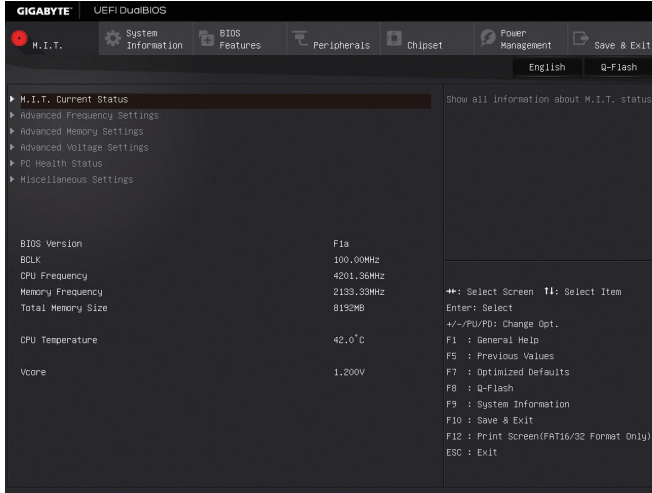 GIGABYTE™ UEFI DualBIOS
M.I.T. System Information BIOS Features Peripherals Chipset Power Management Save & Exit
English Q-Flash
M.I.T. Current Status
Advanced Frequency Settings
Advanced Memory Settings
Advanced Voltage Settings
PC Health Status
Miscellaneous Settings
Show all information about M.I.T. status
BIOS Version F1a
BCLK 100.00MHz
CPU Frequency 4201.36MHz
Memory Frequency 2133.33MHz
Total Memory Size 8192MB
CPU Temperature 42.0°C
Vcore 1.200V
→←: Select Screen ↑↓: Select Item
Enter: Select
+/-/PU/PD: Change Opt.
F1 : General Help
F5 : Previous Values
F7 : Optimized Defaults
F8 : Q-Flash
F9 : System Information
F10 : Save & Exit
F12 : Print Screen(FAT16/32 Format Only)
ESC : Exit